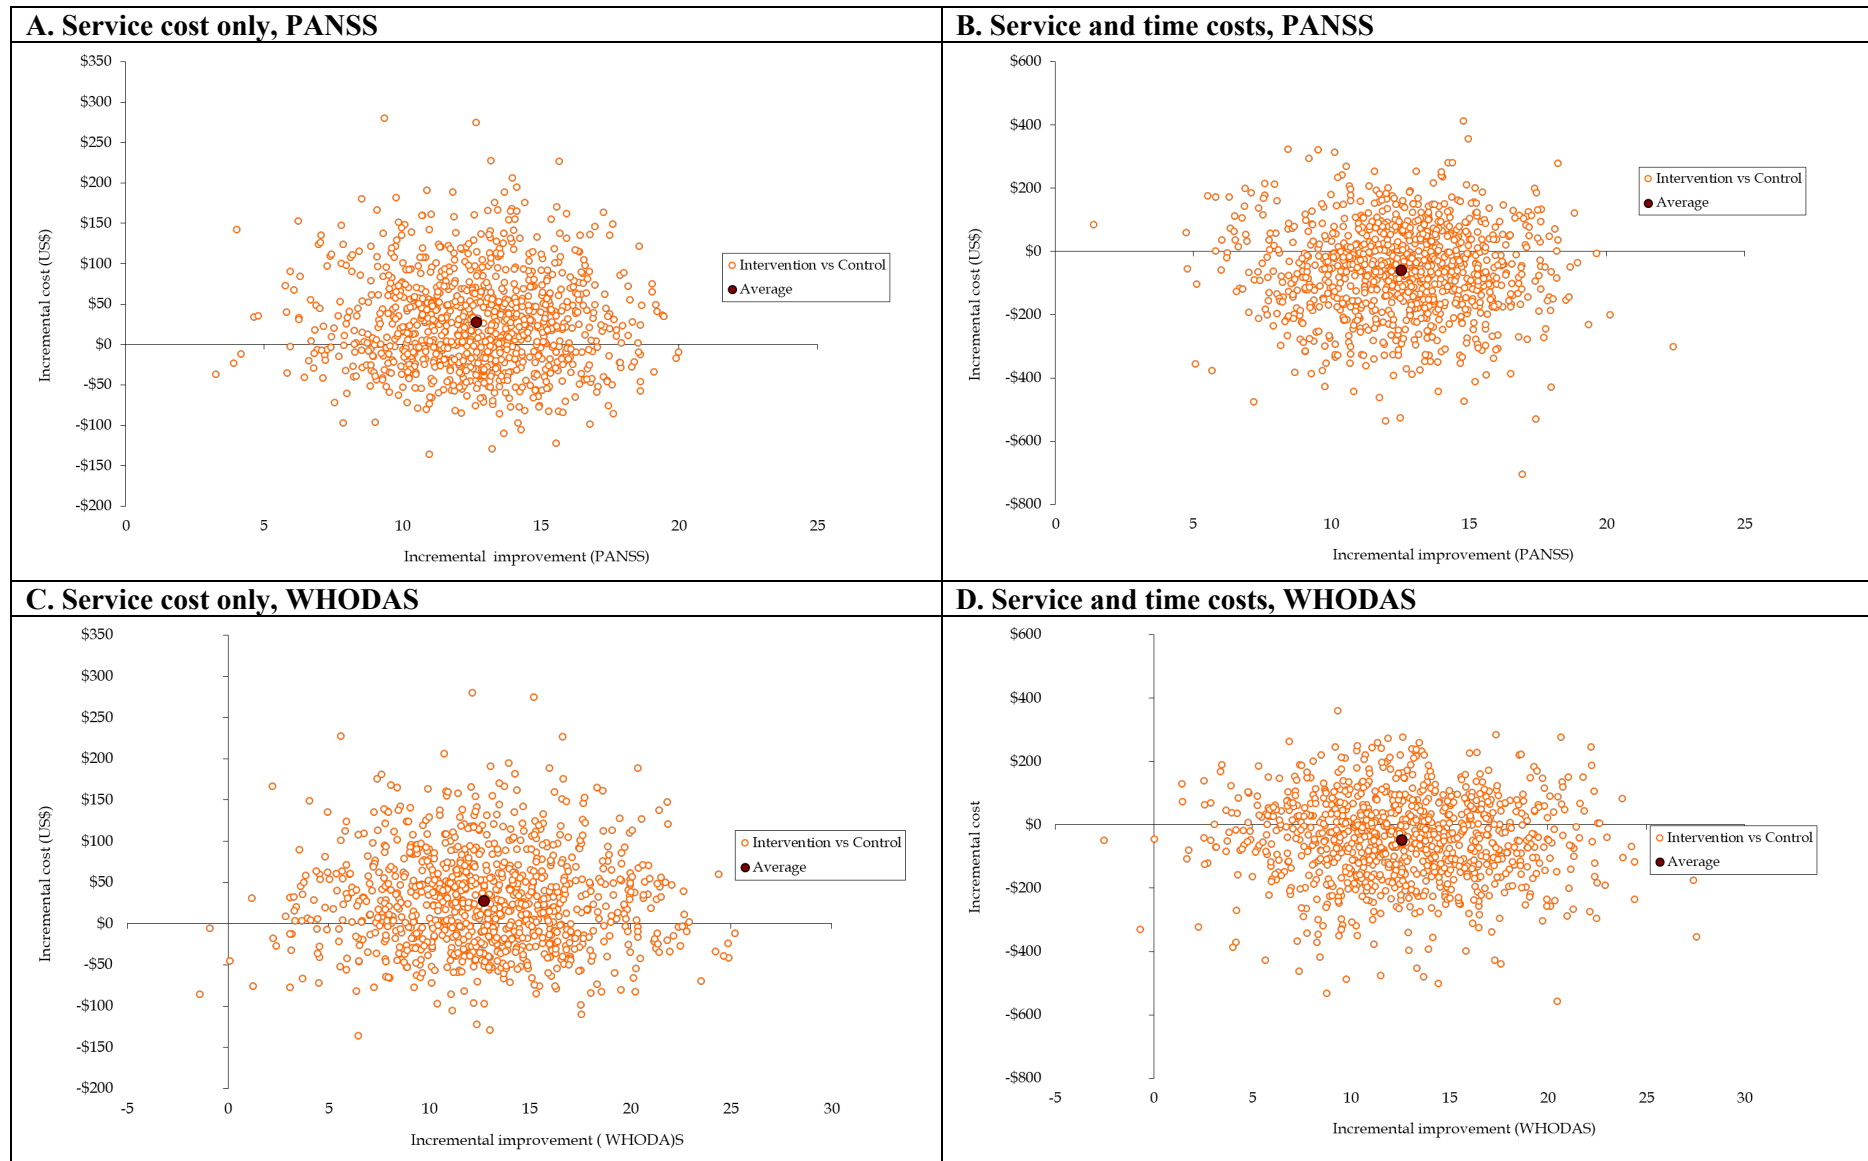 A. Service cost only, PANSS
$350
$300
$250
$200
$150
$100
$50
$0
-$50
-$100
-$150
-$200
0 5 10 15 20 25
Incremental cost (US$)
Incremental improvement (PANSS)
Intervention vs Control
Average
B. Service and time costs, PANSS
$600
$400
$200
$0
-$200
-$400
-$600
-$800
0 5 10 15 20 25
Incremental cost (US$)
Incremental improvement (PANSS)
Intervention vs Control
Average
C. Service cost only, WHODAS
$350
$300
$250
$200
$150
$100
$50
$0
-$50
-$100
-$150
-$200
-5 0 5 10 15 20 25 30
Incremental cost (US$)
Incremental improvement ( WHODA)S
Intervention vs Control
Average
D. Service and time costs, WHODAS
$600
$400
$200
$0
-$200
-$400
-$600
-$800
-5 0 5 10 15 20 25 30
Incremental cost
Incremental improvement (WHODAS)
Intervention vs Control
Average